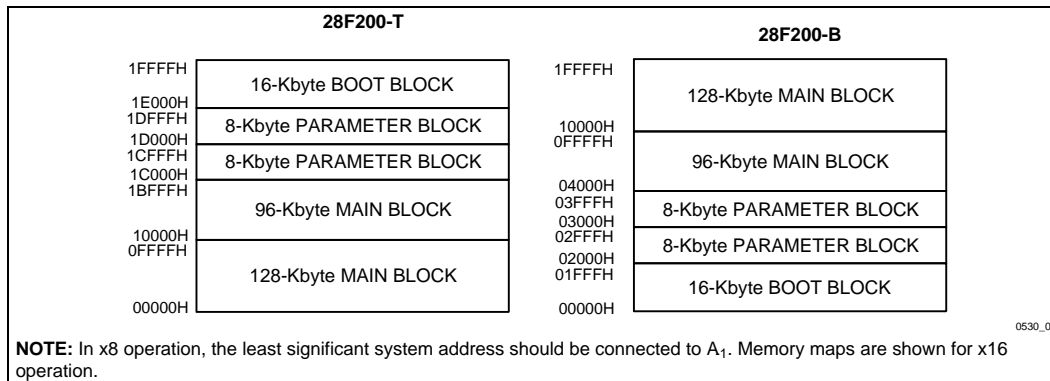 28F200-T
1FFFFH
16-Kbyte BOOT BLOCK
1E000H
1DFFFH
8-Kbyte PARAMETER BLOCK
1D000H
1CFFFH
8-Kbyte PARAMETER BLOCK
1C000H
1BFFFH
96-Kbyte MAIN BLOCK
10000H
0FFFFH
128-Kbyte MAIN BLOCK
00000H
28F200-B
1FFFFH
128-Kbyte MAIN BLOCK
10000H
0FFFFH
96-Kbyte MAIN BLOCK
04000H
03FFFH
8-Kbyte PARAMETER BLOCK
03000H
02FFFH
8-Kbyte PARAMETER BLOCK
02000H
01FFFH
16-Kbyte BOOT BLOCK
00000H
NOTE: In x8 operation, the least significant system address should be connected to A₁. Memory maps are shown for x16
operation.